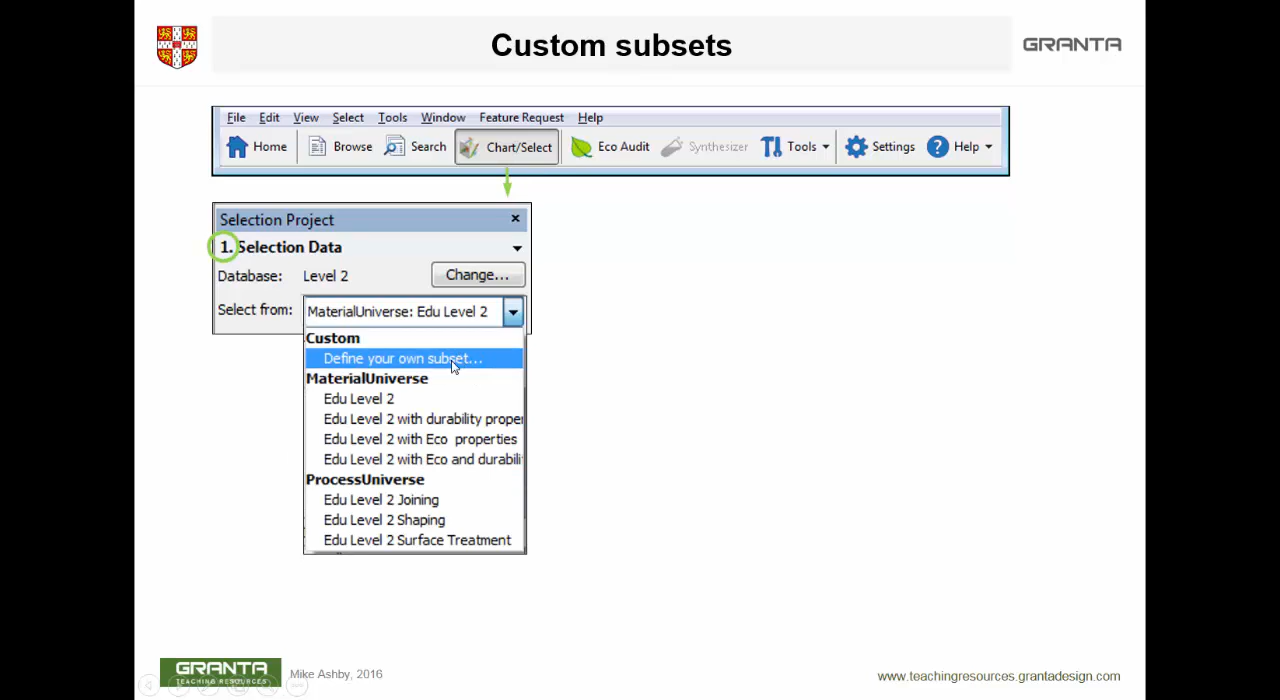 Custom subsets
GRANTA
File Edit View Select Tools Window Feature Request Help
Home Browse Search Chart/Select Eco Audit Synthesizer Tools Settings Help
Selection Project
1. Selection Data
Database: Level 2 Change...
Select from: MaterialUniverse: Edu Level 2
Custom
Define your own subset...
MaterialUniverse
Edu Level 2
Edu Level 2 with durability prope
Edu Level 2 with Eco properties
Edu Level 2 with Eco and durabili
ProcessUniverse
Edu Level 2 Joining
Edu Level 2 Shaping
Edu Level 2 Surface Treatment
GRANTA
TEACHING RESOURCES
Mike Ashby, 2016
www.teachingresources.grantadesign.com